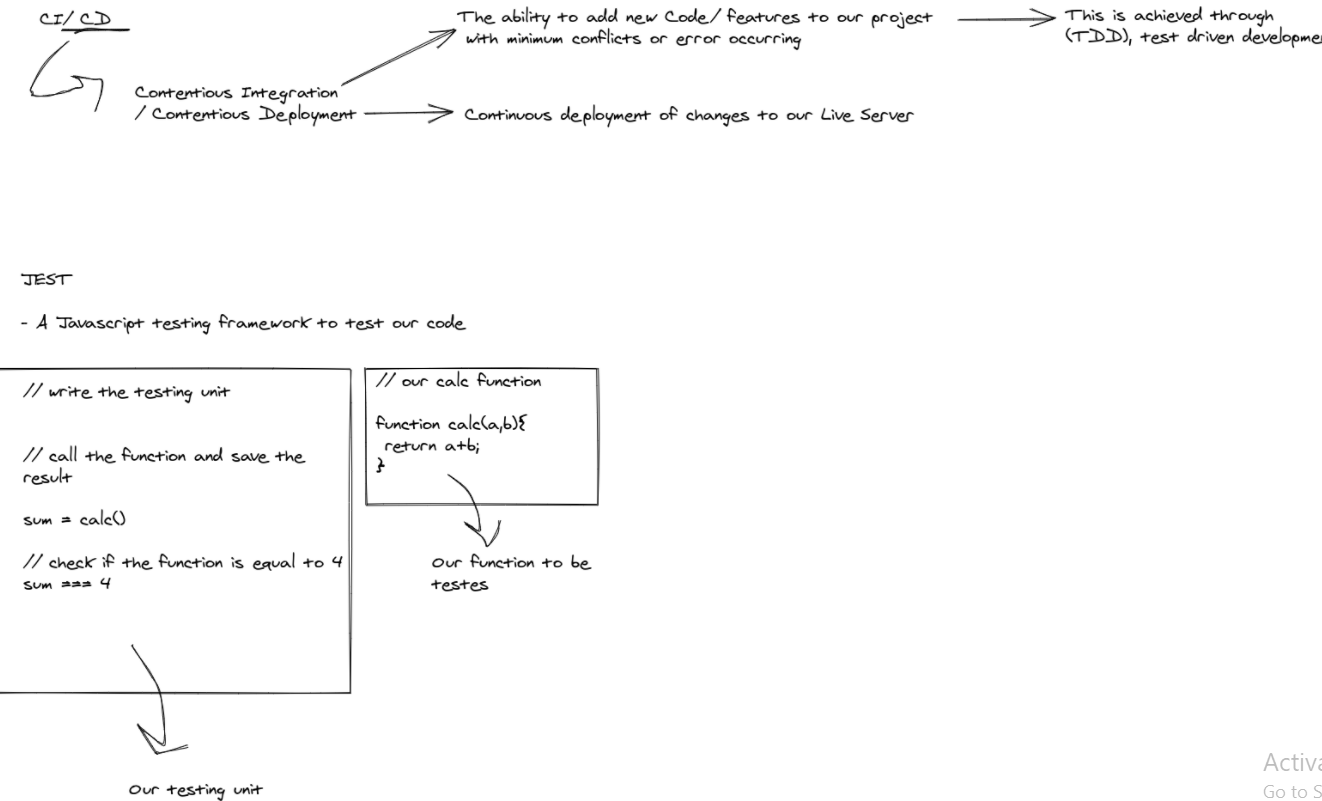 CI/ CD
The ability to add new Code/ features to our project
with minimum conflicts or error occurring
This is achieved through
(TDD), test driven developme
Contentious Integration
/ Contentious Deployment
Continuous deployment of changes to our Live Server
JEST
- A Javascript testing framework to test our code
// write the testing unit
// call the function and save the
result
sum = calc()
// check if the function is equal to 4
sum === 4
// our calc function
function calc(a,b){
return a+b;
}
Our function to be
testes
Our testing unit
Activa
Go to S